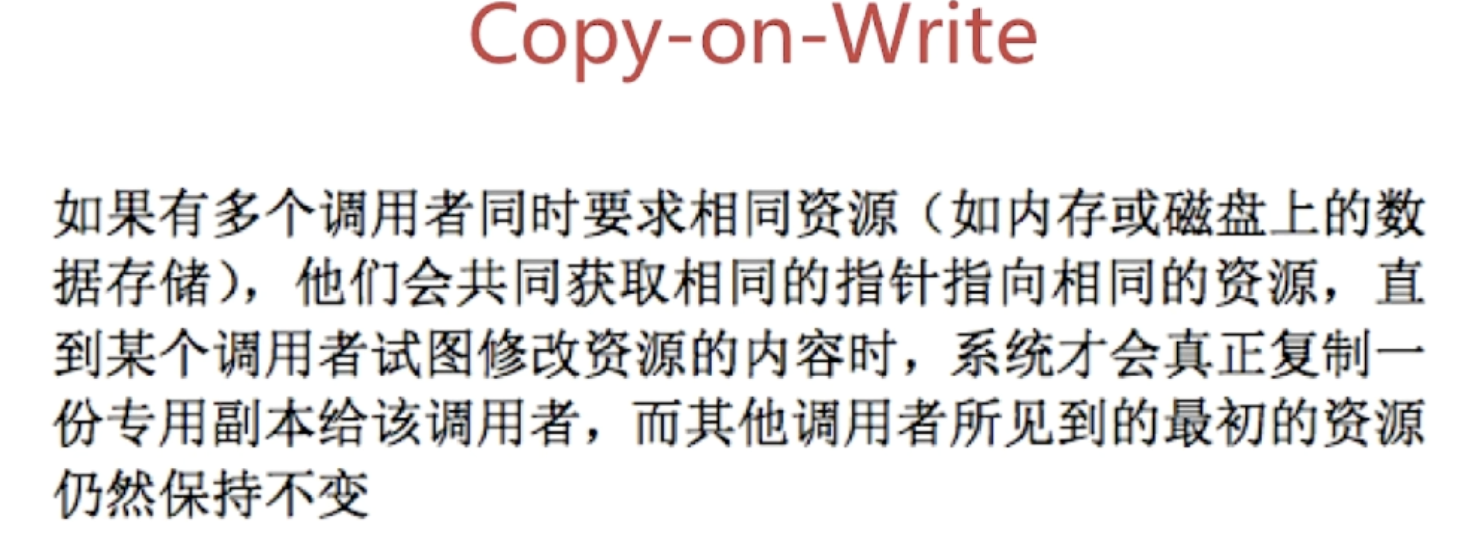 Copy-on-Write
如果有多个调用者同时要求相同资源（如内存或磁盘上的数
据存储），他们会共同获取相同的指针指向相同的资源，直
到某个调用者试图修改资源的内容时，系统才会真正复制一
份专用副本给该调用者，而其他调用者所见到的最初的资源
仍然保持不变